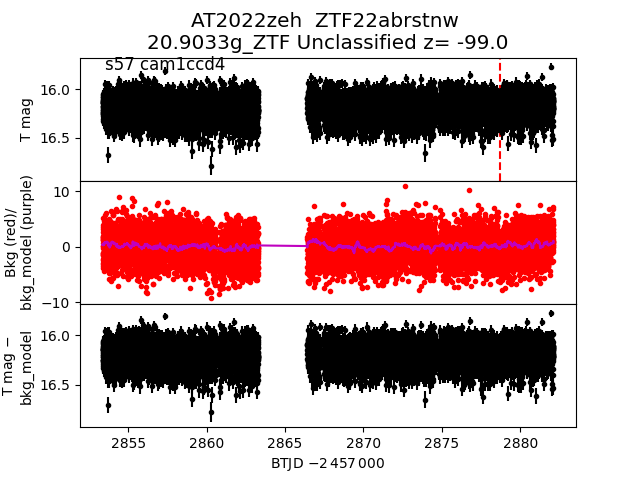 AT2022zeh  ZTF22abrstnw
20.9033g_ZTF Unclassified z= -99.0
s57 cam1ccd4
T mag
16.0
16.5
Bkg (red)/
bkg_model (purple)
10
0
−10
T mag −
bkg_model
16.0
16.5
2855 2860 2865 2870 2875 2880
BTJD −2 457 000